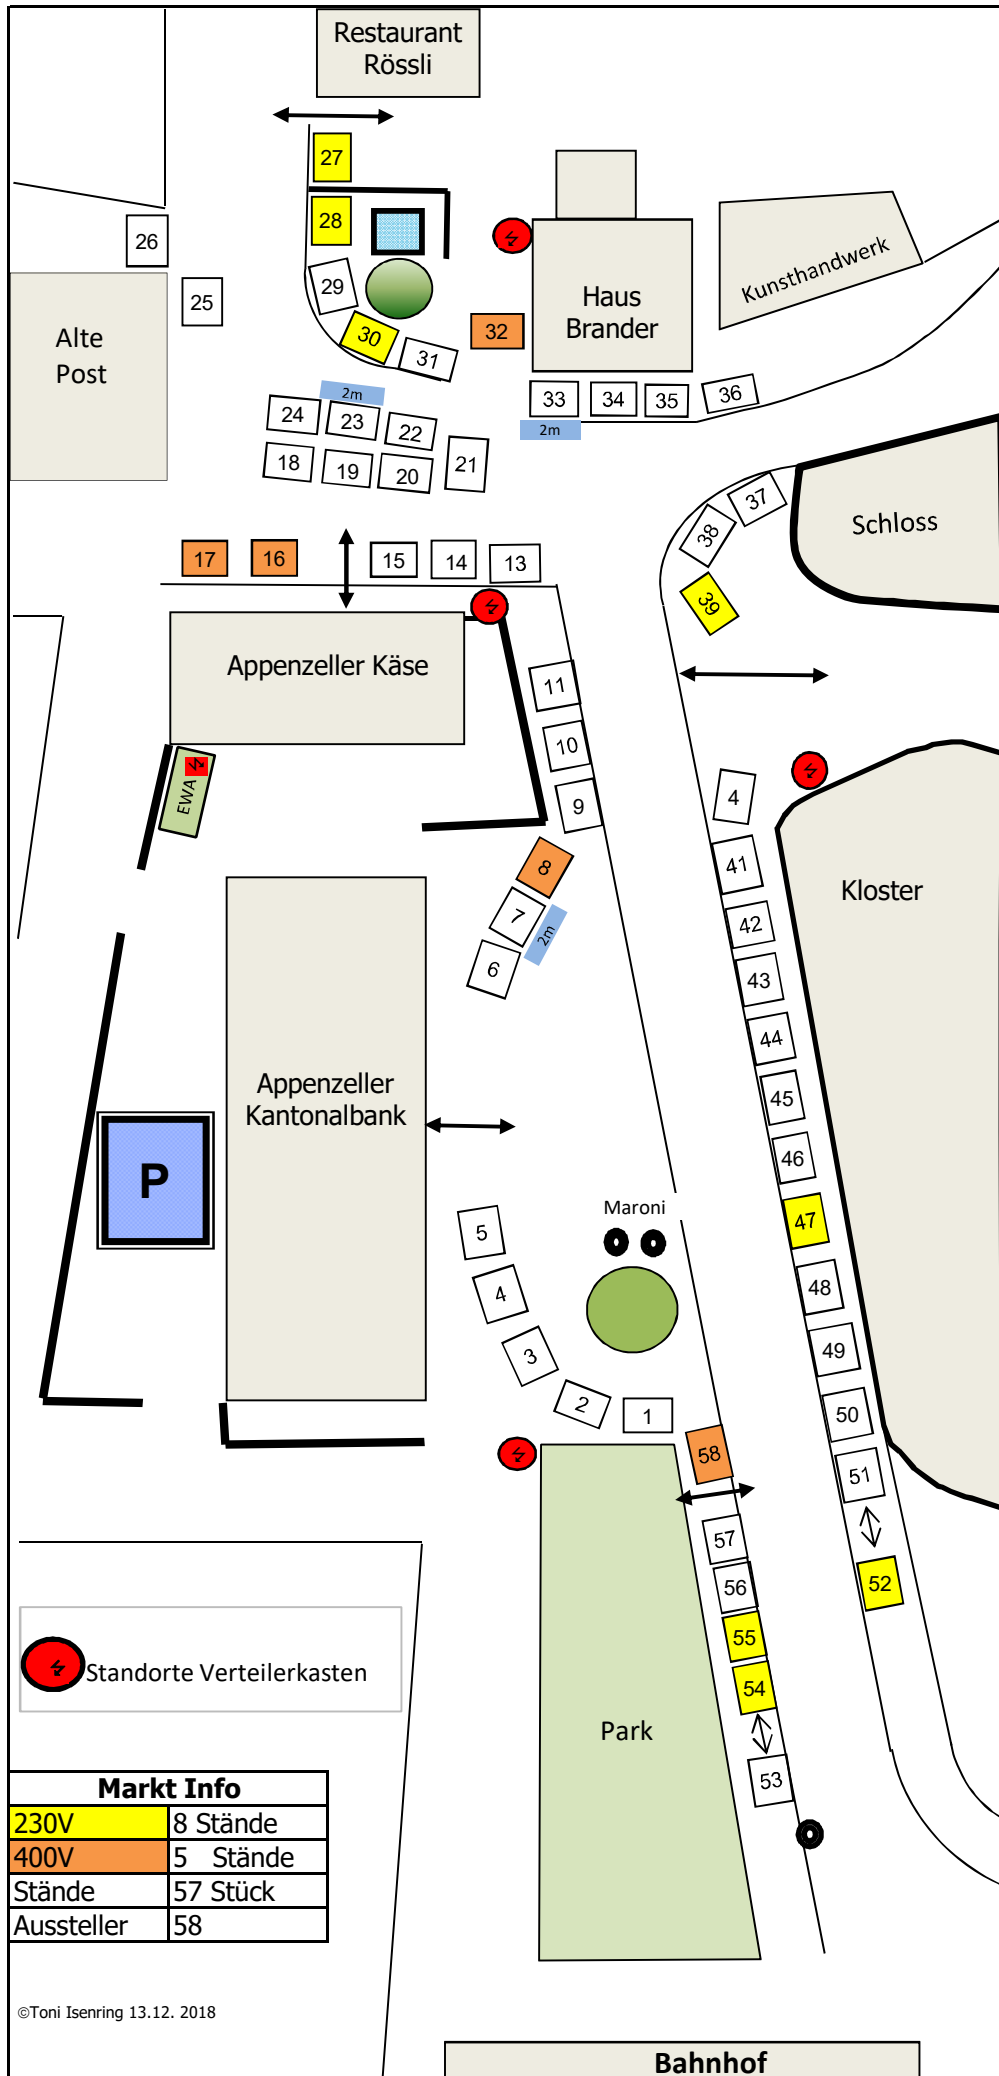 Restaurant
Rössli
27
28
26
29
25
30
31
32
Haus
Brander
Kunsthandwerk
Alte
Post
2m
24
23
22
21
18
19
20
33
34
35
36
2m
37
38
39
Schloss
17
16
15
14
13
Appenzeller Käse
11
10
9
EWA
4
41
42
43
44
45
46
47
48
49
50
51
52
Kloster
8
7
2m
6
Appenzeller
Kantonalbank
P
Maroni
5
4
3
2
1
58
57
56
55
54
53
Park
Standorte Verteilerkasten
Markt Info
230V 8 Stände
400V 5 Stände
Stände 57 Stück
Aussteller 58
©Toni Isenring 13.12. 2018
Bahnhof